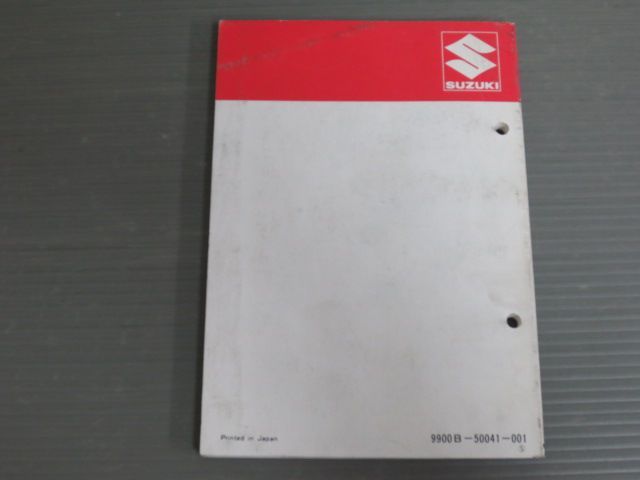 SUZUKI
Printed in Japan
9900B-50041-001